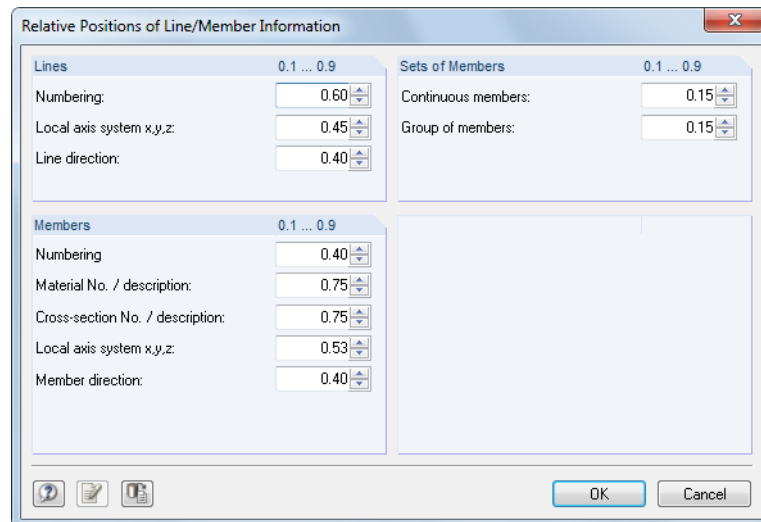 Relative Positions of Line/Member Information
Lines 0.1 ... 0.9
Numbering: 0.60
Local axis system x,y,z: 0.45
Line direction: 0.40
Sets of Members 0.1 ... 0.9
Continuous members: 0.15
Group of members: 0.15
Members 0.1 ... 0.9
Numbering 0.40
Material No. / description: 0.75
Cross-section No. / description: 0.75
Local axis system x,y,z: 0.53
Member direction: 0.40
OK Cancel